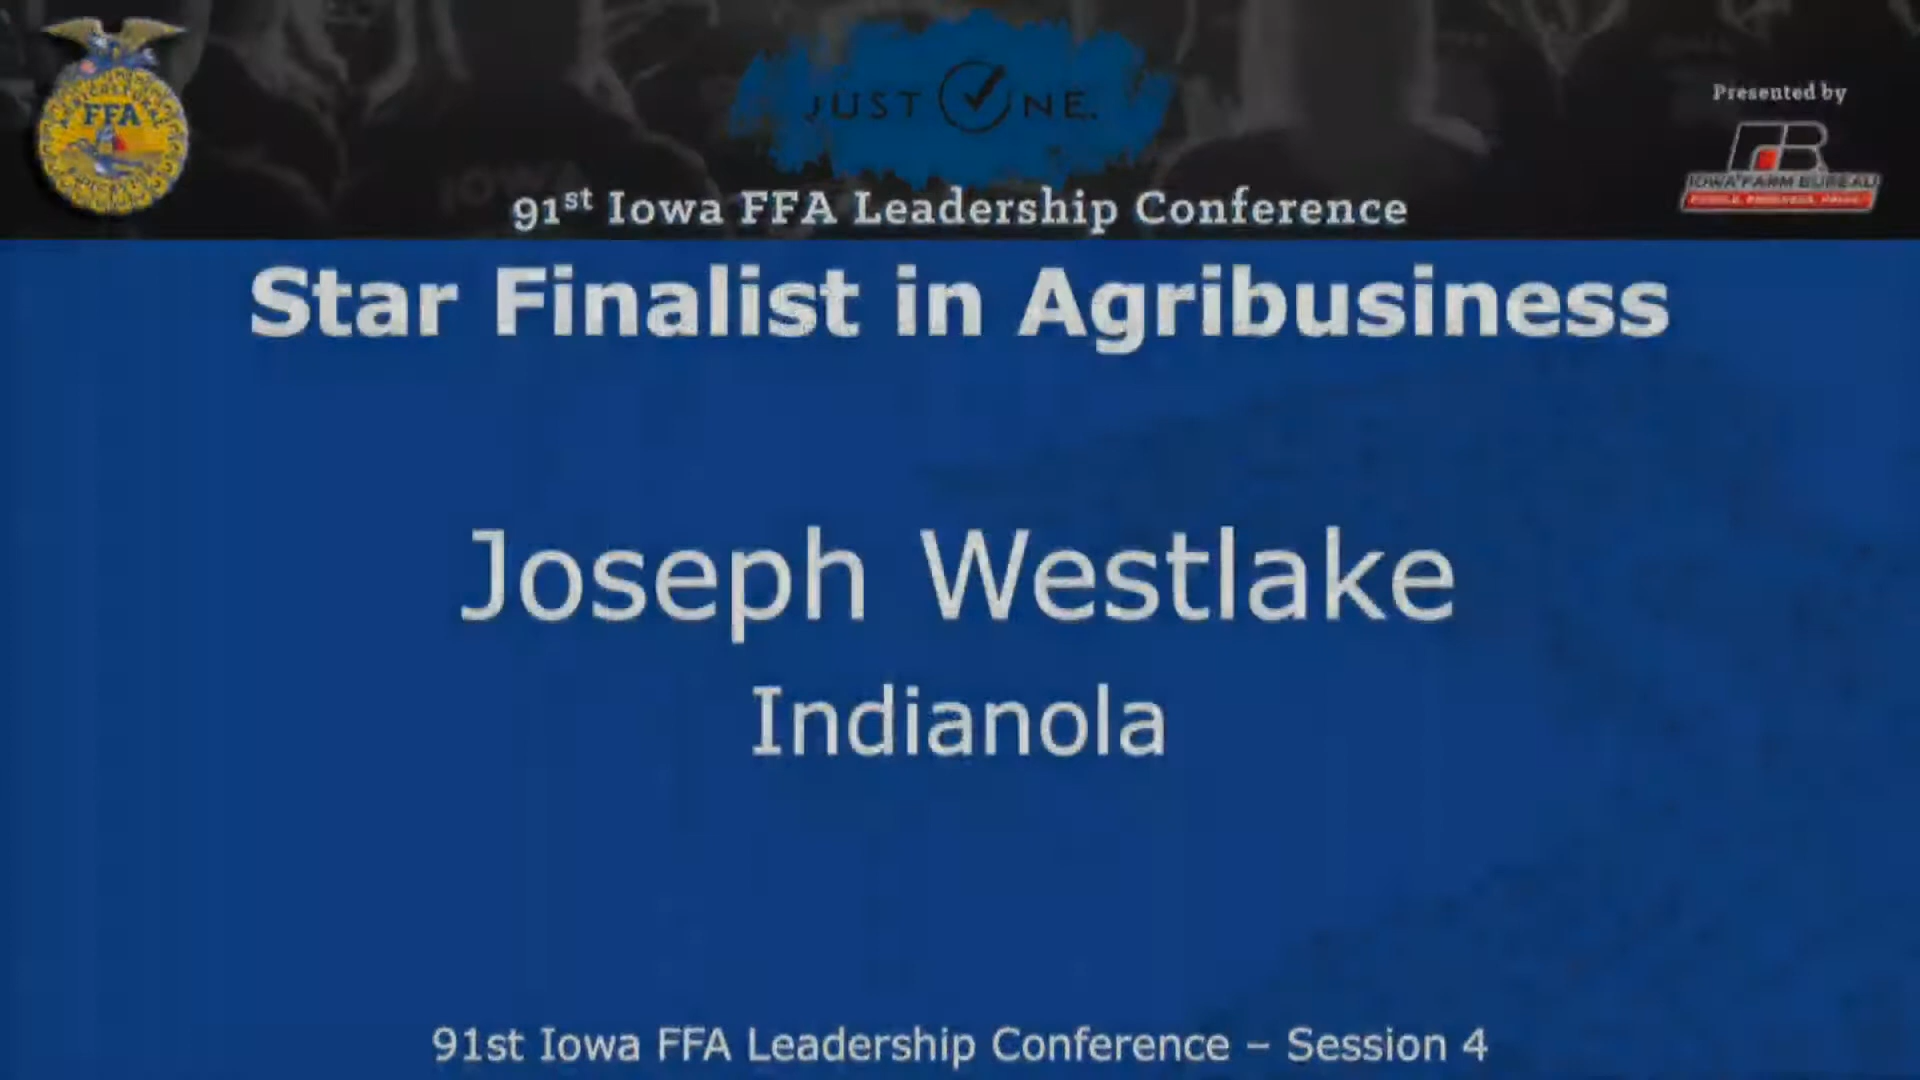 FFA
JUST ONE.
Presented by
IOWA FARM BUREAU
91st Iowa FFA Leadership Conference
Star Finalist in Agribusiness
Joseph Westlake
Indianola
91st Iowa FFA Leadership Conference – Session 4